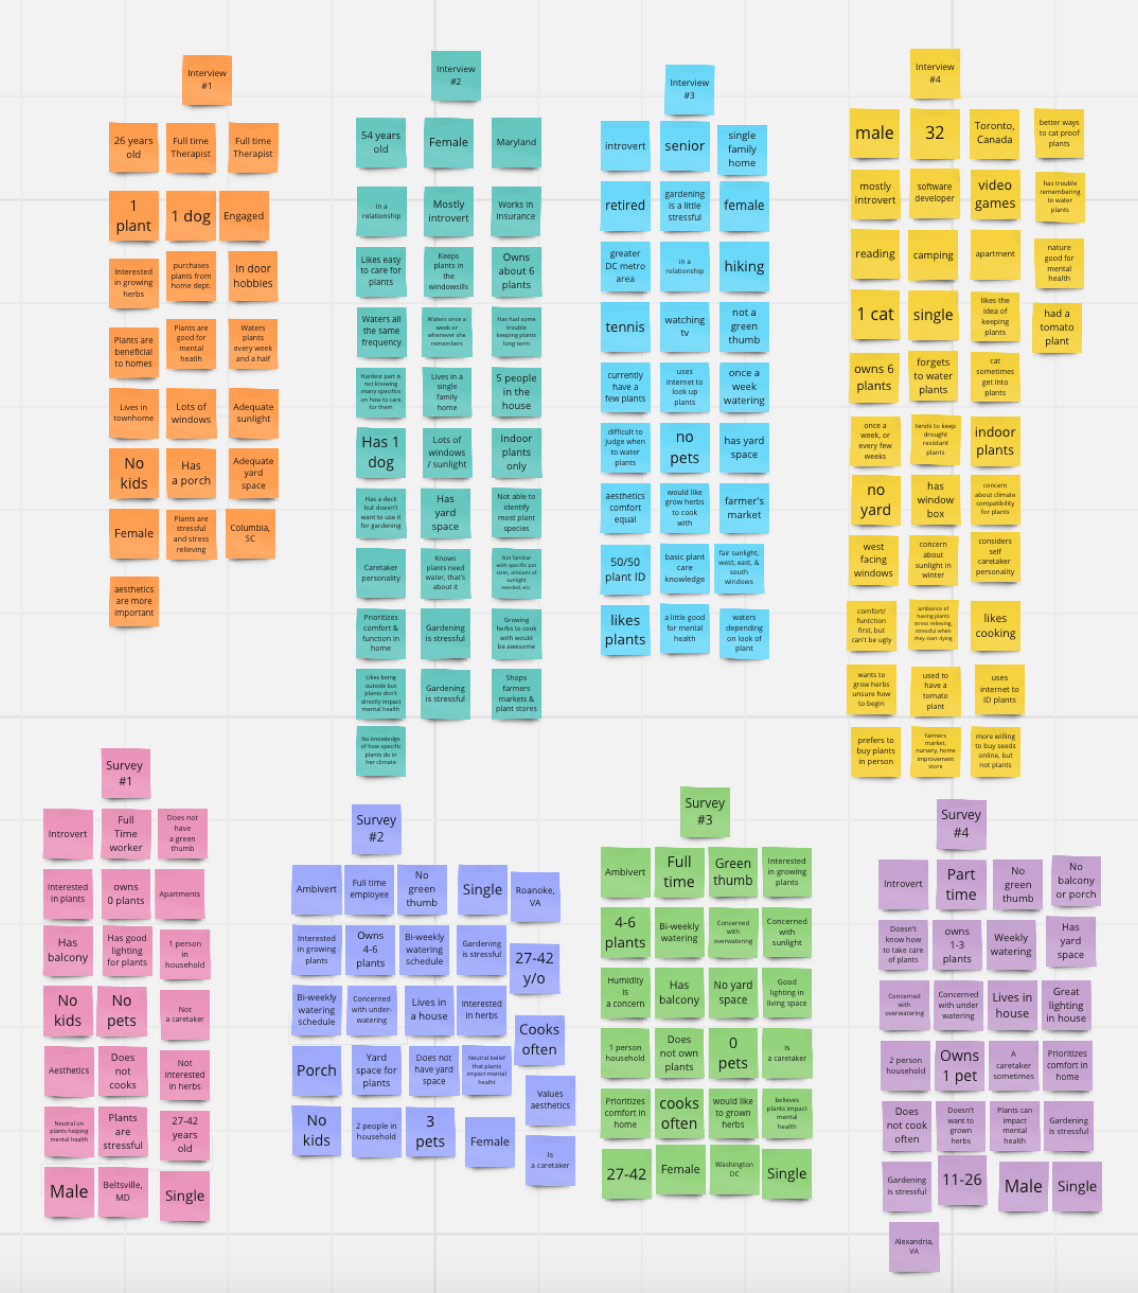 Interview
#1
26 years
old
Full time
Therapist
Full time
Therapist
1
plant
1 dog
Engaged
Interested
in growing
herbs
purchases
plants from
home dept.
In door
hobbies
Plants are
beneficial
to homes
Plants are
good for
mental
health
Waters
plants
every week
and a half
Lives in
townhome
Lots of
windows
Adequate
sunlight
No
kids
Has
a porch
Adequate
yard
space
Female
Plants are
stressful
and stress
relieving
Columbia,
SC
aesthetics
are more
important
Interview
#2
54 years
old
Female
Maryland
In a
relationship
Mostly
introvert
Works in
Insurance
Likes easy
to care for
plants
Keeps
plants in
the
windowsills
Owns
about 6
plants
Waters all
the same
frequency
Waters once a
week or
whenever she
remembers
Has had some
trouble
keeping plants
long term
Hardest part is
not knowing
many specifics
on how to care
for them
Lives in a
single
family
home
5 people
in the
house
Has 1
dog
Lots of
windows
/ sunlight
Indoor
plants
only
Has a deck
but doesn't
want to use it
for gardening
Has
yard
space
Not able to
identify
most plant
species
Caretaker
personality
Knows
plants need
water, that's
about it
Not familiar
with specific pot
sizes, amount of
sunlight
needed, etc.
Prioritizes
comfort &
function in
home
Gardening
is stressful
Growing
herbs to cook
with would
be awesome
Likes being
outside but
plants don't
directly impact
mental health
Gardening
is stressful
Shops
farmers
markets &
plant stores
No knowledge
of how specific
plants do in
her climate
Interview
#3
introvert
senior
single
family
home
retired
gardening
is a little
stressful
female
greater
DC metro
area
in a
relationship
hiking
tennis
watching
tv
not a
green
thumb
currently
have a
few plants
uses
internet to
look up
plants
once a
week
watering
difficult to
judge when
to water
plants
no
pets
has yard
space
aesthetics
comfort
equal
would like
grow herbs
to cook
with
farmer's
market
50/50
plant ID
basic plant
care
knowledge
fair sunlight,
west, east, &
south
windows
likes
plants
a little good
for mental
health
waters
depending
on look of
plant
Interview
#4
male
32
Toronto,
Canada
better ways
to cat proof
plants
mostly
introvert
software
developer
video
games
has trouble
remembering
to water
plants
reading
camping
apartment
nature
good for
mental
health
1 cat
single
likes the
idea of
keeping
plants
had a
tomato
plant
owns 6
plants
forgets
to water
plants
cat
sometimes
get into
plants
once a
week, or
every few
weeks
tends to keep
drought
resistant
plants
indoor
plants
no
yard
has
window
box
concern
about climate
compatibility
for plants
west
facing
windows
concern
about
sunlight in
winter
considers
self
caretaker
personality
comfort/
funtction
first, but
can't be ugly
ambiance of
having plants
stress relieving,
stressful when
they start dying
likes
cooking
wants to
grow herbs
unsure how
to begin
used to
have a
tomato
plant
uses
internet to
ID plants
prefers to
buy plants
in person
farmers
market,
nursery, home
improvement
store
more willing
to buy seeds
online, but
not plants
Survey
#1
Introvert
Full
Time
worker
Does not
have
a green
thumb
Interested
in plants
owns
0 plants
Apartments
Has
balcony
Has good
lighting
for plants
1 person
in
household
No
kids
No
pets
Not
a caretaker
Aesthetics
Does
not
cooks
Not
interested
in herbs
Neutral on
plants helping
mental health
Plants
are
stressful
27-42
years
old
Male
Beltsville,
MD
Single
Survey
#2
Ambivert
Full time
employee
No
green
thumb
Single
Roanoke,
VA
Interested
in growing
plants
Owns
4-6
plants
Bi-weekly
watering
schedule
Gardening
is stressful
27-42
y/o
Bi-weekly
watering
schedule
Concerned
with under-
watering
Lives in
a house
Interested
in herbs
Cooks
often
Porch
Yard
space for
plants
Does not
have yard
space
Neutral belief
that plants
impact mental
healht
Values
aesthetics
No
kids
2 people in
household
3
pets
Female
Is
a caretaker
Survey
#3
Ambivert
Full
time
Green
thumb
Interested
in growing
plants
4-6
plants
Bi-weekly
watering
Concerned
with
overwatering
Concerned
with
sunlight
Humidity
is
a concern
Has
balcony
No yard
space
Good
lighting in
living space
1 person
household
Does
not own
plants
0
pets
Is
a caretaker
Prioritizes
comfort in
home
cooks
often
would like
to grown
herbs
believes
plants impact
mental
health
27-42
Female
Washington
DC
Single
Survey
#4
Introvert
Part
time
No
green
thumb
No
balcony
or porch
Doesn't
know how
to take care
of plants
owns
1-3
plants
Weekly
watering
Has
yard
space
Concerned
with
overwatering
Concerned
with under
watering
Lives in
house
Great
lighting
in house
2 person
household
Owns
1 pet
A
caretaker
sometimes
Prioritizes
comfort in
home
Does
not cook
often
Doesn't
want to
grown
herbs
Plants can
impact
mental
health
Gardening
is stressful
Gardening
is stressful
11-26
Male
Single
Alexandria,
VA